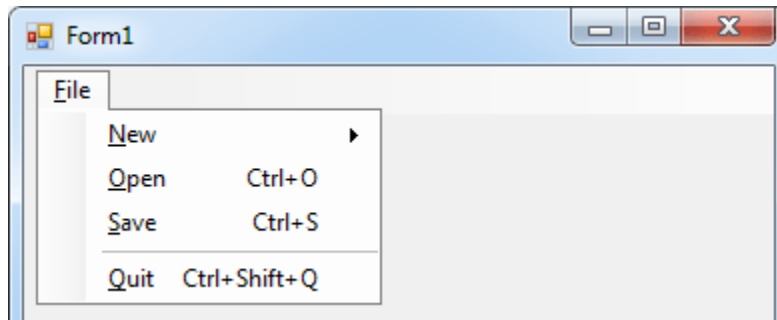 Form1
File
New
Open Ctrl+O
Save Ctrl+S
Quit Ctrl+Shift+Q